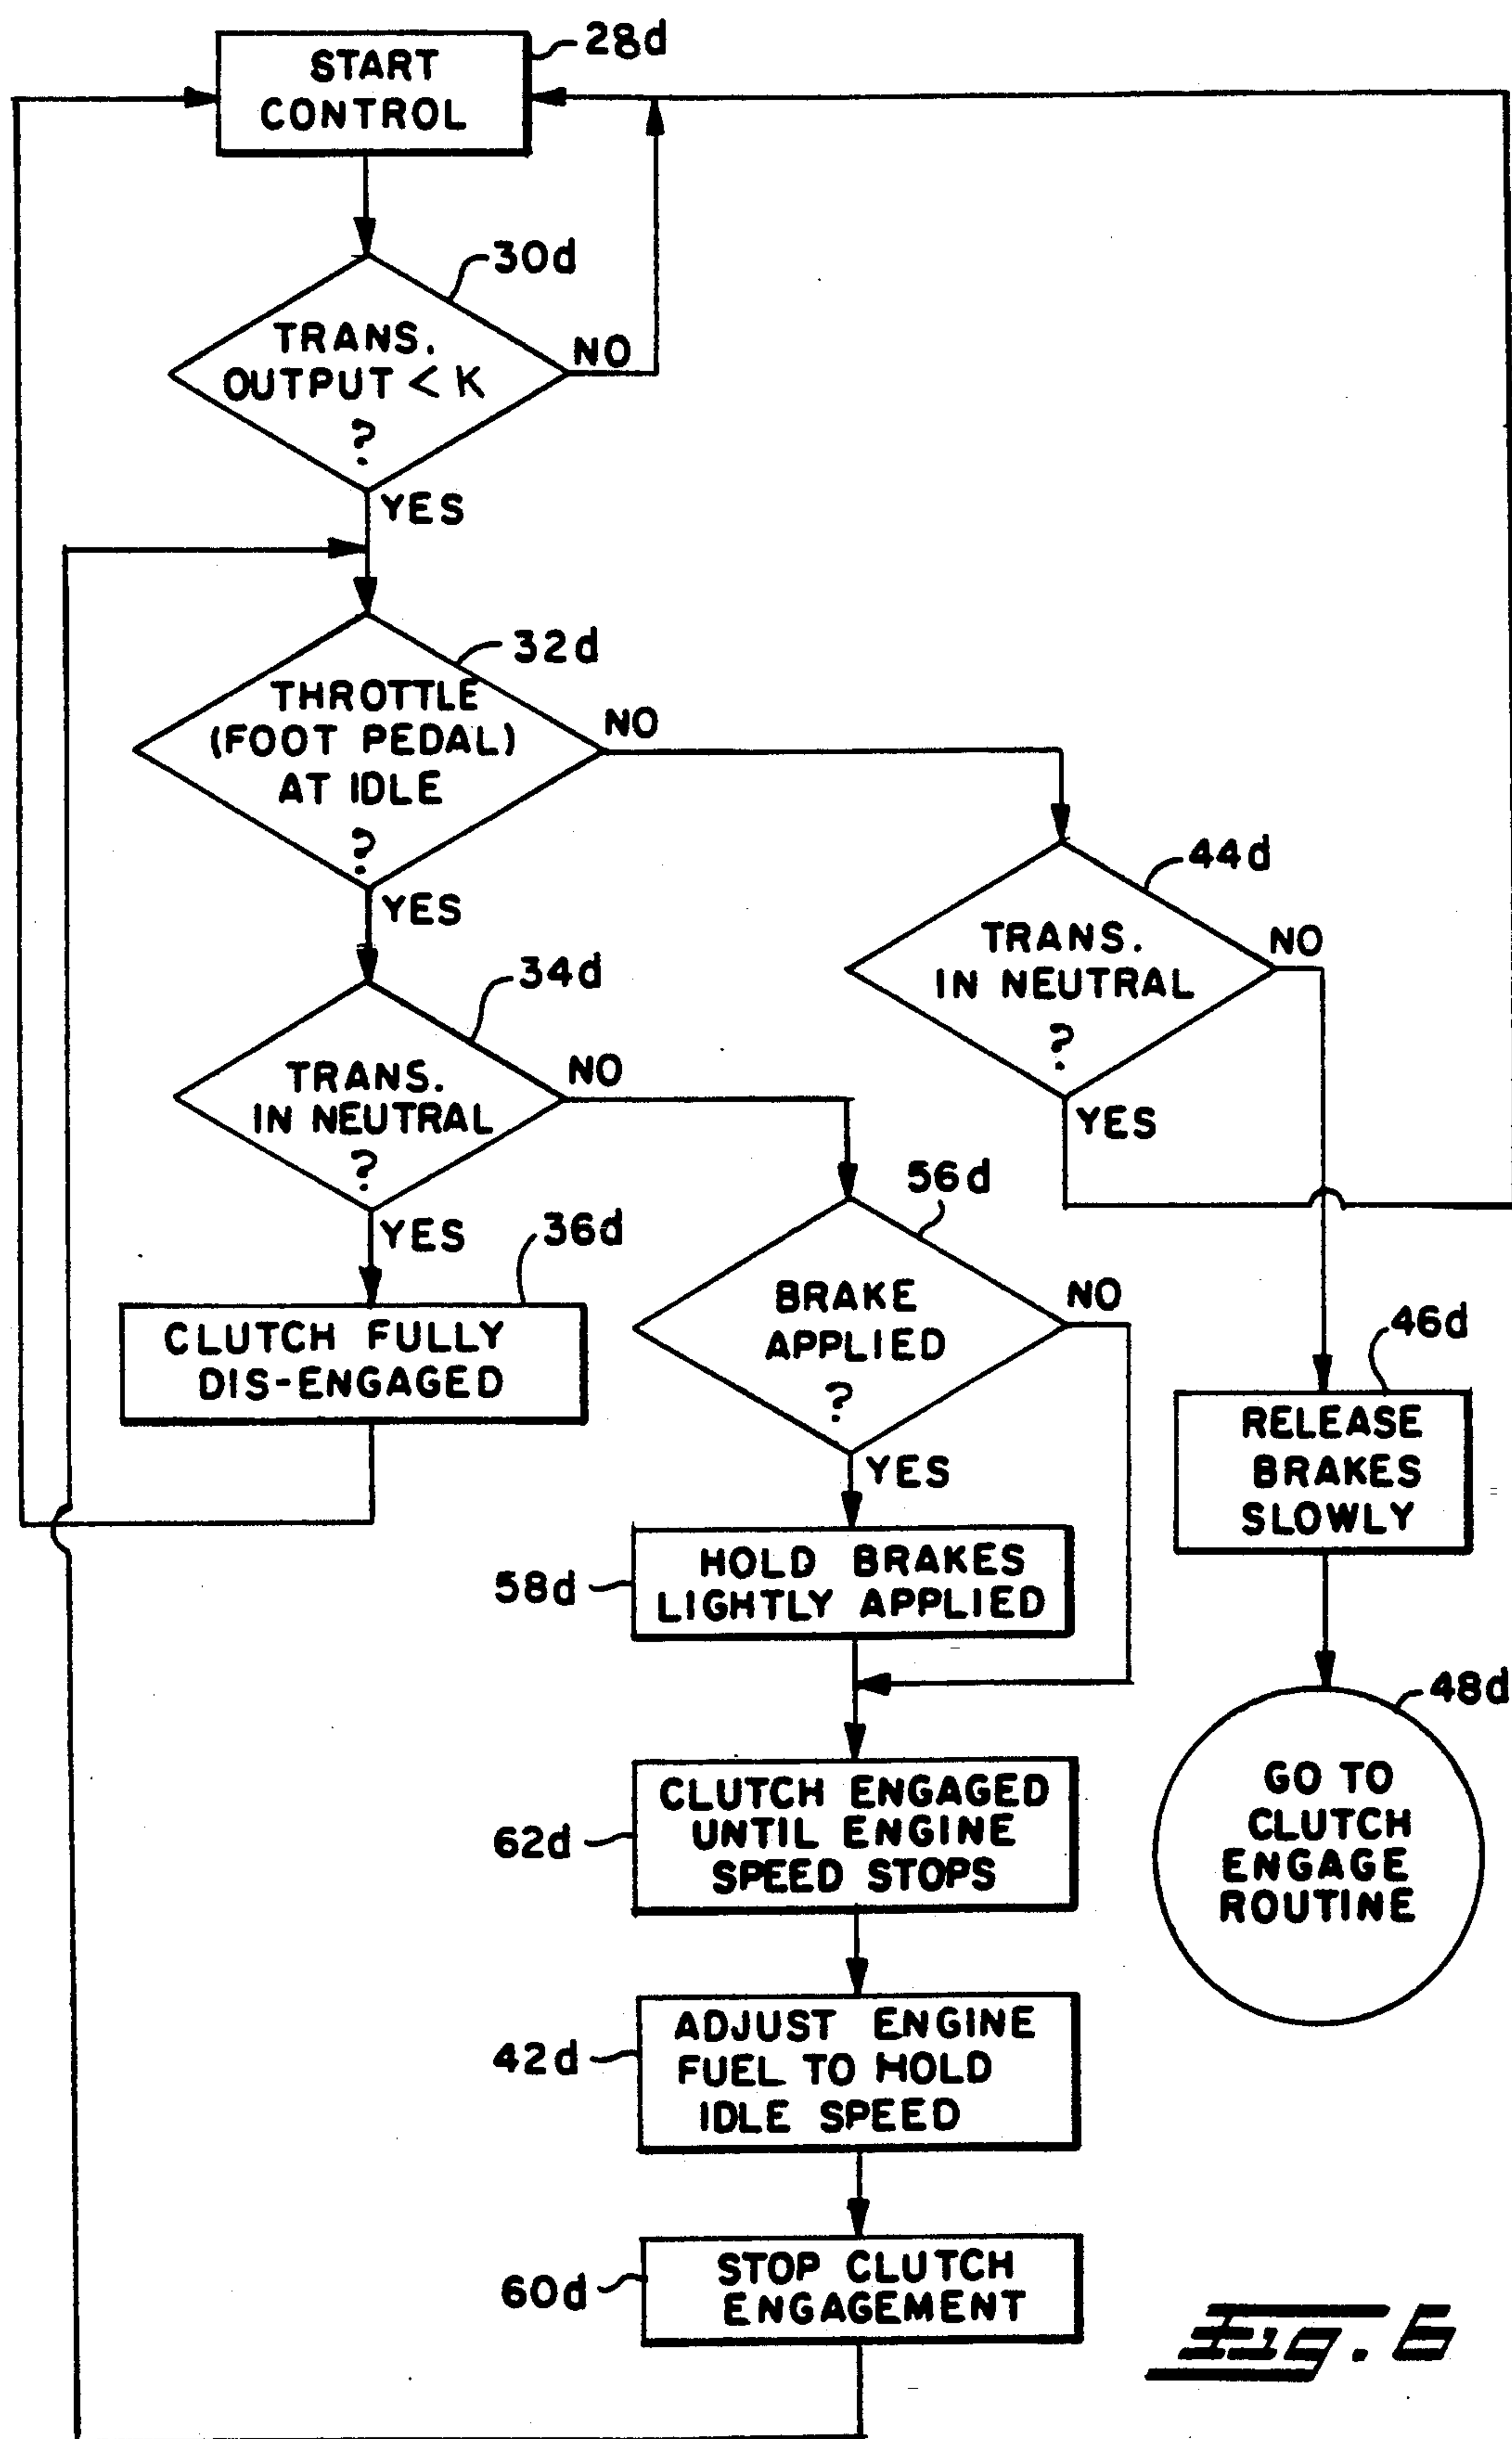 START
CONTROL
28d
30d
TRANS.
OUTPUT < K
?
NO
YES
32d
THROTTLE
(FOOT PEDAL)
AT IDLE
?
NO
YES
44d
TRANS.
IN NEUTRAL
?
NO
YES
34d
TRANS.
IN NEUTRAL
?
NO
YES
36d
CLUTCH FULLY
DIS-ENGAGED
56d
BRAKE
APPLIED
?
NO
YES
46d
RELEASE
BRAKES
SLOWLY
58d
HOLD BRAKES
LIGHTLY APPLIED
48d
GO TO
CLUTCH
ENGAGE
ROUTINE
62d
CLUTCH ENGAGED
UNTIL ENGINE
SPEED STOPS
42d
ADJUST ENGINE
FUEL TO HOLD
IDLE SPEED
60d
STOP CLUTCH
ENGAGEMENT
Fig. 6